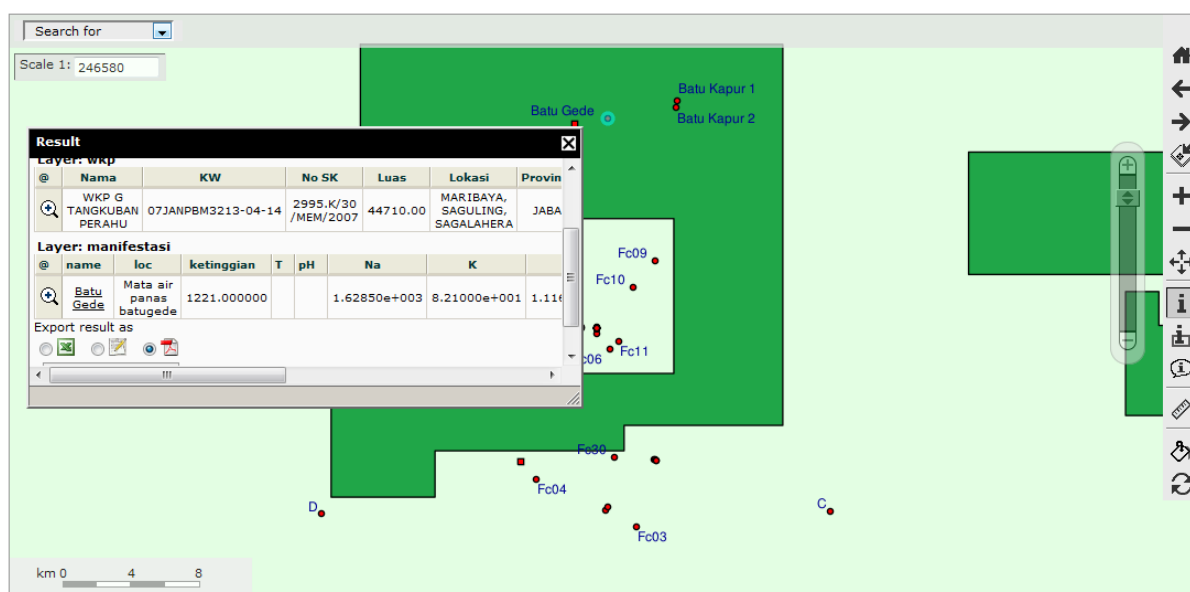 Search for
Scale 1: 246580
Batu Kapur 1
Batu Gede
Batu Kapur 2
Result
Layer: wkp
@ Nama KW No SK Luas Lokasi Provin
WKP G TANGKUBAN PERAHU 07JANPBM3213-04-14 2995.K/30/MEM/2007 44710.00 MARIBAYA, SAGULING, SAGALAHERA JABA
Layer: manifestasi
@ name loc ketinggian T pH Na K
Batu Gede Mata air panas batugede 1221.000000 1.62850e+003 8.21000e+001 1.116
Export result as
Fc09
Fc10
Fc11
c06
Fc30
Fc04
D
C
Fc03
km 0 4 8